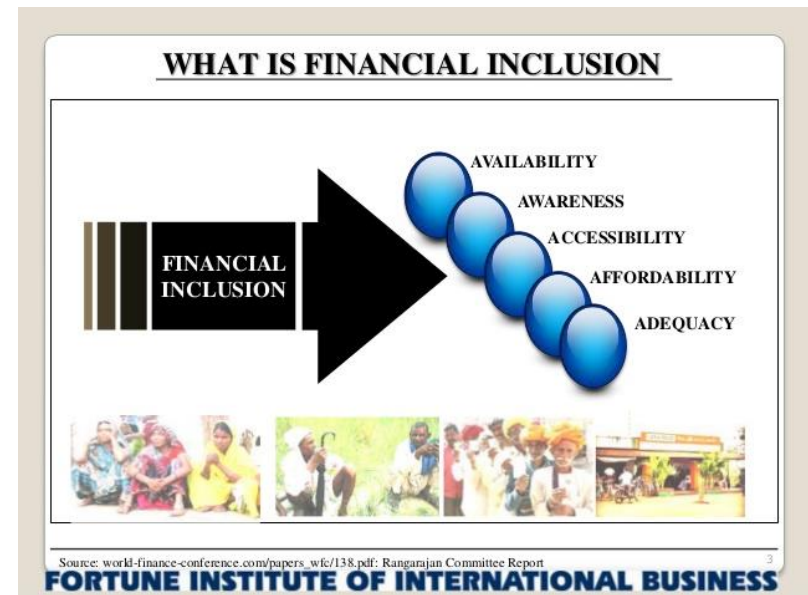 WHAT IS FINANCIAL INCLUSION
AVAILABILITY
AWARENESS
ACCESSIBILITY
AFFORDABILITY
ADEQUACY
FINANCIAL
INCLUSION
Source: world-finance-conference.com/papers_wfc/138.pdf: Rangarajan Committee Report
3
FORTUNE INSTITUTE OF INTERNATIONAL BUSINESS